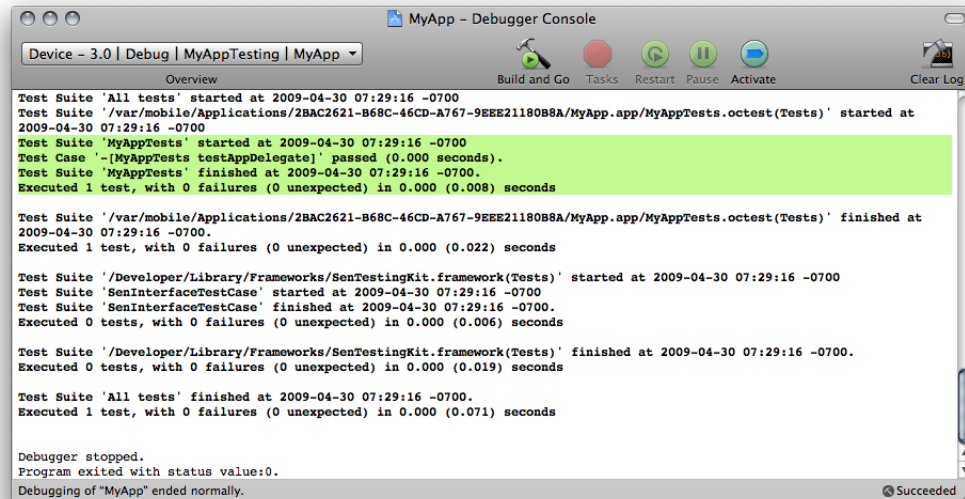 MyApp – Debugger Console
Device – 3.0 | Debug | MyAppTesting | MyApp
Overview
Build and Go Tasks Restart Pause Activate Clear Log
Test Suite 'All tests' started at 2009-04-30 07:29:16 -0700
Test Suite '/var/mobile/Applications/2BAC2621-B68C-46CD-A767-9EEE21180B8A/MyApp.app/MyAppTests.octest(Tests)' started at
2009-04-30 07:29:16 -0700
Test Suite 'MyAppTests' started at 2009-04-30 07:29:16 -0700
Test Case '-[MyAppTests testAppDelegate]' passed (0.000 seconds).
Test Suite 'MyAppTests' finished at 2009-04-30 07:29:16 -0700.
Executed 1 test, with 0 failures (0 unexpected) in 0.000 (0.008) seconds
Test Suite '/var/mobile/Applications/2BAC2621-B68C-46CD-A767-9EEE21180B8A/MyApp.app/MyAppTests.octest(Tests)' finished at
2009-04-30 07:29:16 -0700.
Executed 1 test, with 0 failures (0 unexpected) in 0.000 (0.022) seconds
Test Suite '/Developer/Library/Frameworks/SenTestingKit.framework(Tests)' started at 2009-04-30 07:29:16 -0700
Test Suite 'SenInterfaceTestCase' started at 2009-04-30 07:29:16 -0700
Test Suite 'SenInterfaceTestCase' finished at 2009-04-30 07:29:16 -0700.
Executed 0 tests, with 0 failures (0 unexpected) in 0.000 (0.006) seconds
Test Suite '/Developer/Library/Frameworks/SenTestingKit.framework(Tests)' finished at 2009-04-30 07:29:16 -0700.
Executed 0 tests, with 0 failures (0 unexpected) in 0.000 (0.019) seconds
Test Suite 'All tests' finished at 2009-04-30 07:29:16 -0700.
Executed 1 test, with 0 failures (0 unexpected) in 0.000 (0.071) seconds
Debugger stopped.
Program exited with status value:0.
Debugging of "MyApp" ended normally. Succeeded